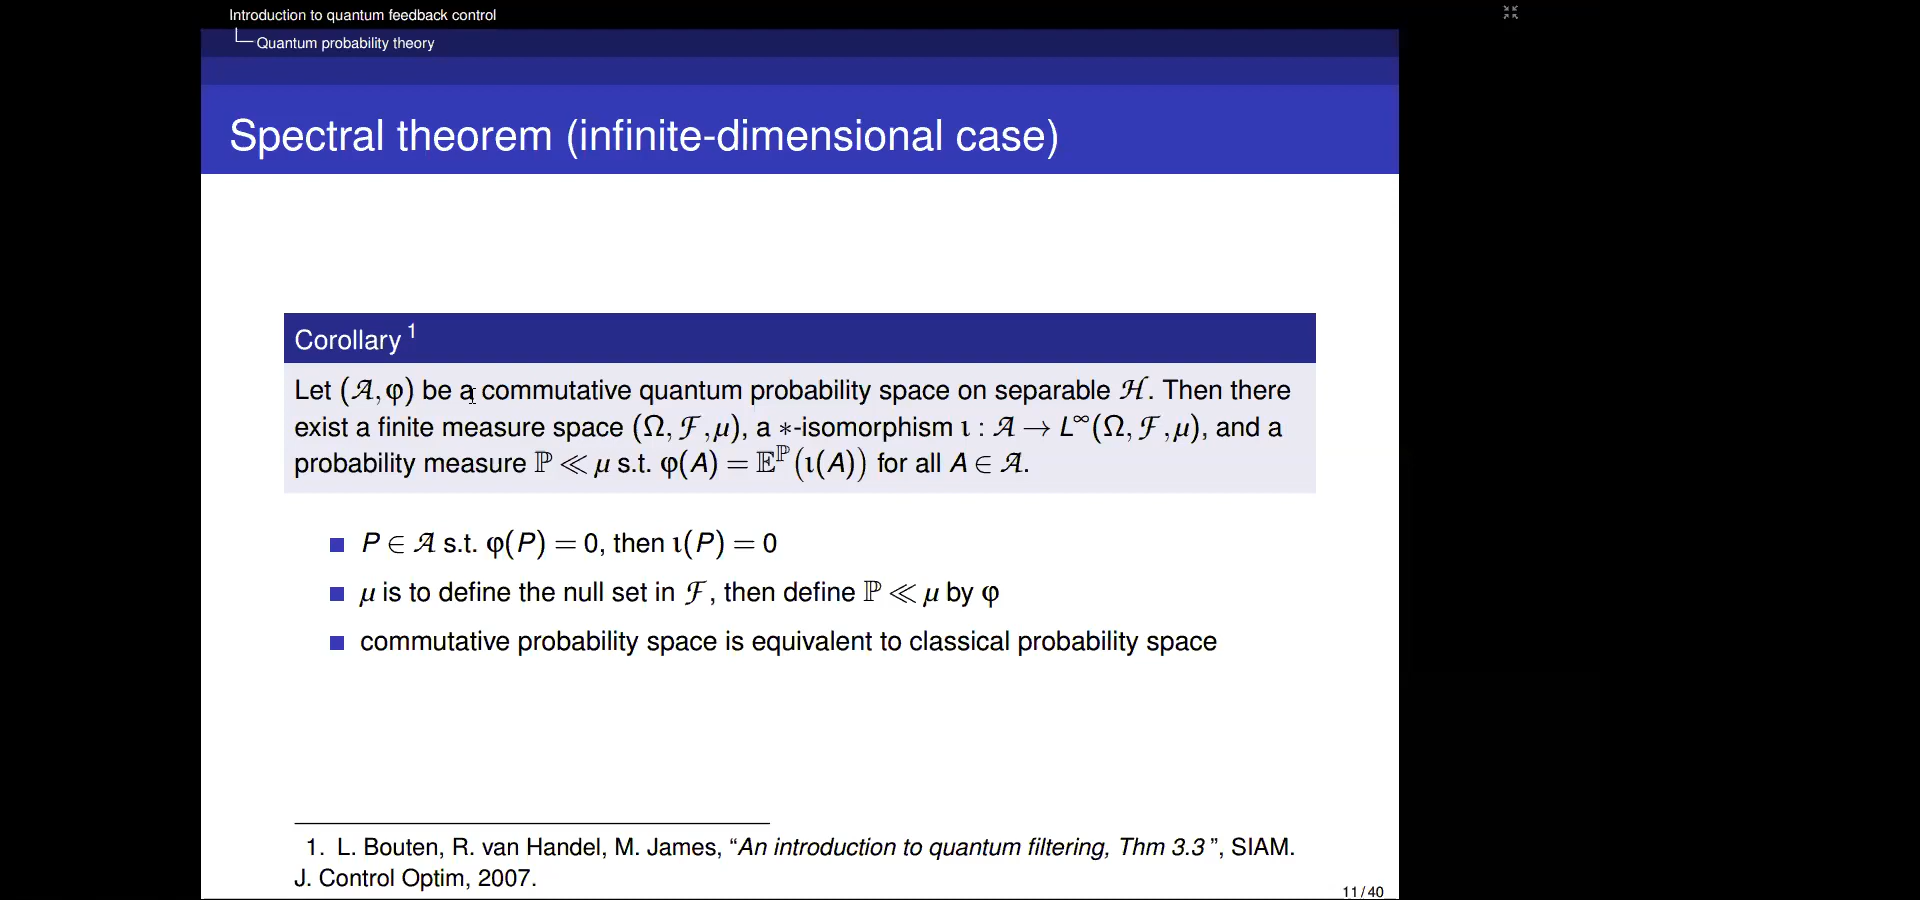 Introduction to quantum feedback control
Quantum probability theory
Spectral theorem (infinite-dimensional case)
Corollary ¹
Let (𝒜, φ) be a commutative quantum probability space on separable ℋ. Then there
exist a finite measure space (Ω, ℱ, μ), a ∗-isomorphism ι : 𝒜 → L^∞(Ω, ℱ, μ), and a
probability measure ℙ ≪ μ s.t. φ(A) = 𝔼^ℙ(ι(A)) for all A ∈ 𝒜.
■ P ∈ 𝒜 s.t. φ(P) = 0, then ι(P) = 0
■ μ is to define the null set in ℱ, then define ℙ ≪ μ by φ
■ commutative probability space is equivalent to classical probability space
1. L. Bouten, R. van Handel, M. James, “An introduction to quantum filtering, Thm 3.3 ”, SIAM.
J. Control Optim, 2007.
11 / 40